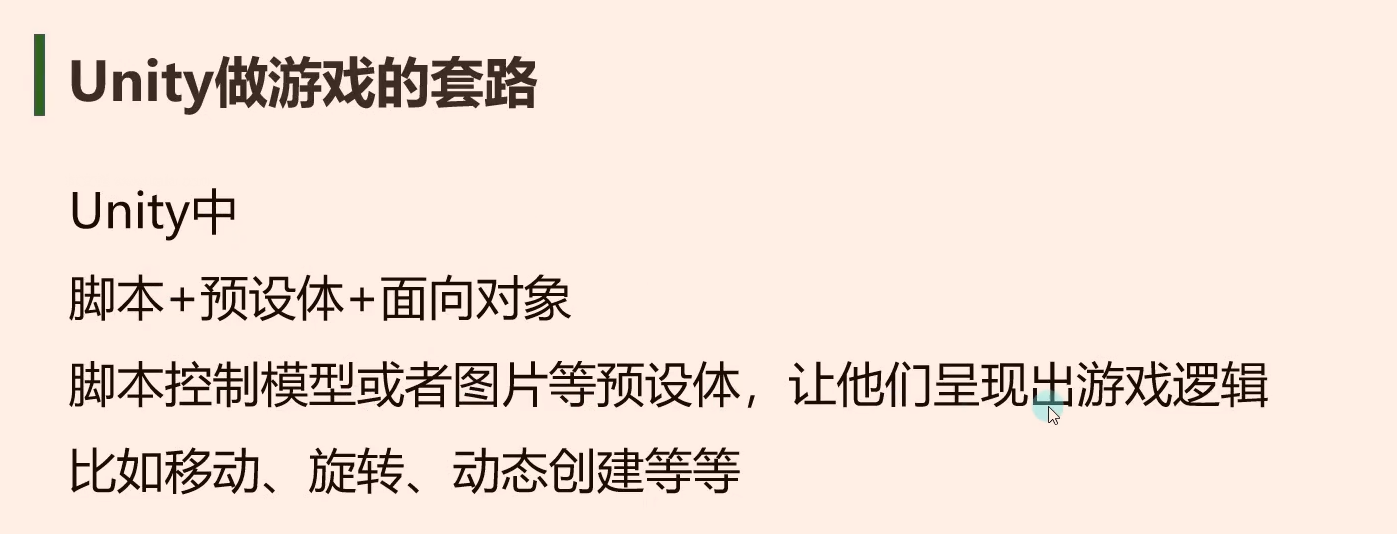 Unity做游戏的套路
Unity中
脚本+预设体+面向对象
脚本控制模型或者图片等预设体，让他们呈现出游戏逻辑
比如移动、旋转、动态创建等等